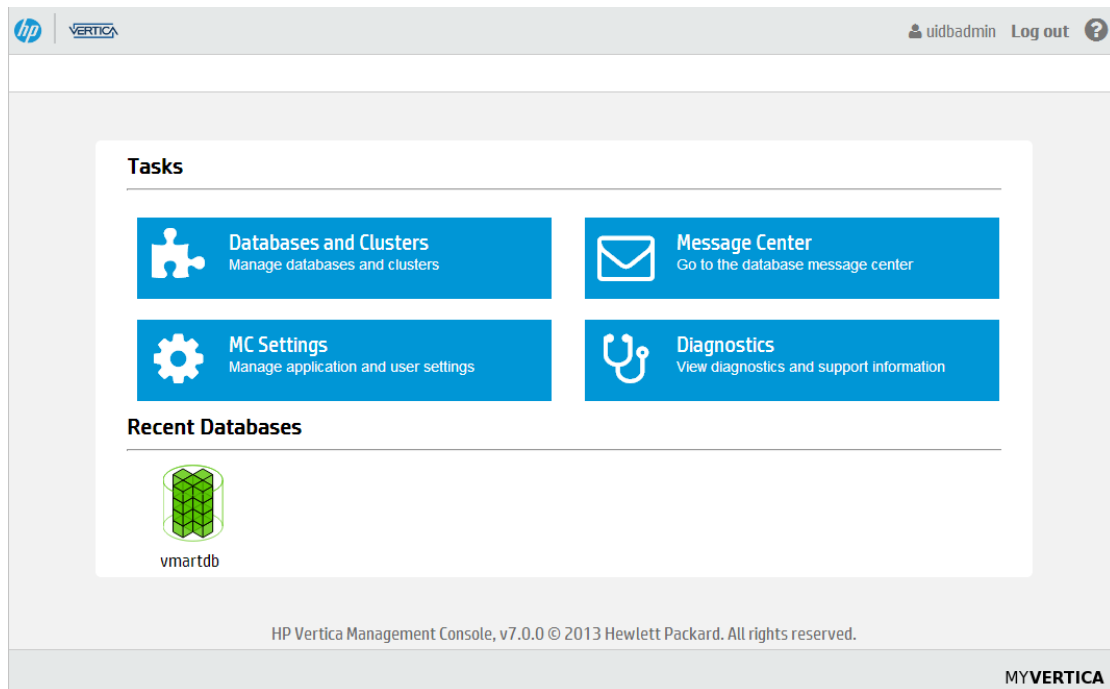 hp VERTICA uidbadmin Log out ?
Tasks
Databases and Clusters
Manage databases and clusters
Message Center
Go to the database message center
MC Settings
Manage application and user settings
Diagnostics
View diagnostics and support information
Recent Databases
vmartdb
HP Vertica Management Console, v7.0.0 © 2013 Hewlett Packard. All rights reserved.
MYVERTICA